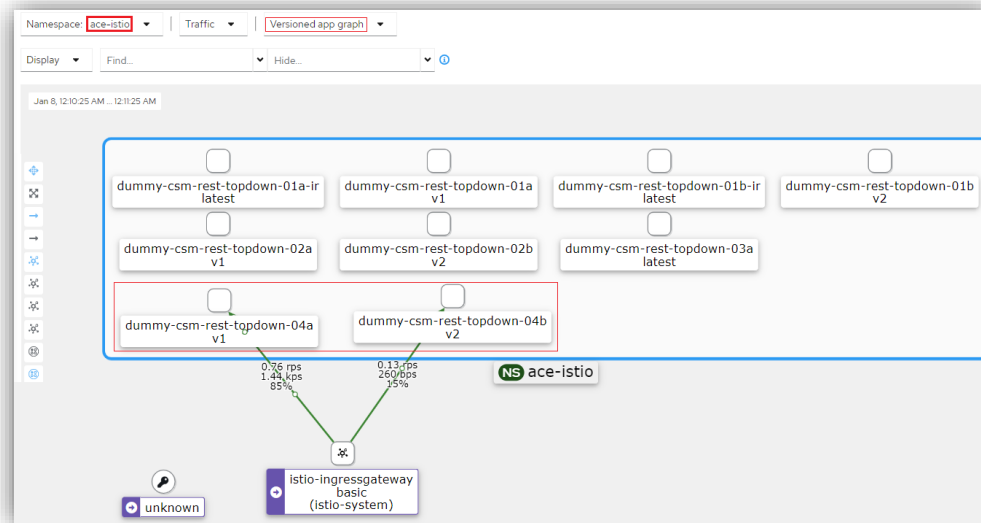 Namespace: ace-istio
Traffic
Versioned app graph
Display
Find...
Hide...
Jan 8, 12:10:25 AM ... 12:11:25 AM
dummy-csm-rest-topdown-01a-ir
latest
dummy-csm-rest-topdown-01a
v1
dummy-csm-rest-topdown-01b-ir
latest
dummy-csm-rest-topdown-01b
v2
dummy-csm-rest-topdown-02a
v1
dummy-csm-rest-topdown-02b
v2
dummy-csm-rest-topdown-03a
latest
dummy-csm-rest-topdown-04a
v1
dummy-csm-rest-topdown-04b
v2
0.76 rps
1.44 kps
85%
0.13 rps
260 bps
15%
NS ace-istio
istio-ingressgateway
basic
(istio-system)
unknown